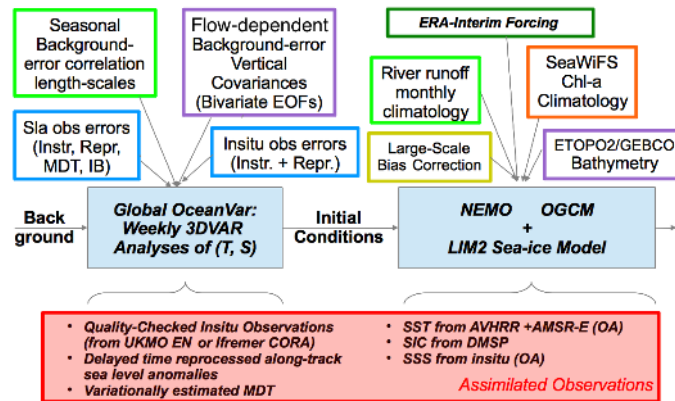 Seasonal
Background-
error correlation
length-scales
Flow-dependent
Background-error
Vertical
Covariances
(Bivariate EOFs)
ERA-Interim Forcing
River runoff
monthly
climatology
SeaWiFS
Chl-a
Climatology
Sla obs errors
(Instr, Repr,
MDT, IB)
Insitu obs errors
(Instr. + Repr.)
Large-Scale
Bias Correction
ETOPO2/GEBCO
Bathymetry
Back
ground
Global OceanVar:
Weekly 3DVAR
Analyses of (T, S)
Initial
Conditions
NEMO OGCM
+
LIM2 Sea-ice Model
• Quality-Checked Insitu Observations
(from UKMO EN or Ifremer CORA)
• Delayed time reprocessed along-track
sea level anomalies
• Variationally estimated MDT
• SST from AVHRR +AMSR-E (OA)
• SIC from DMSP
• SSS from insitu (OA)
Assimilated Observations